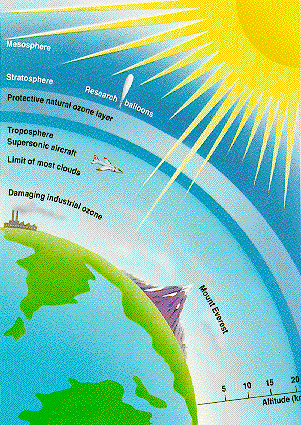 Mesosphere
Stratosphere
Research balloons
Protective natural ozone layer
Troposphere
Supersonic aircraft
Limit of most clouds
Damaging industrial ozone
Mount Everest
5 10 15 20
Altitude (km